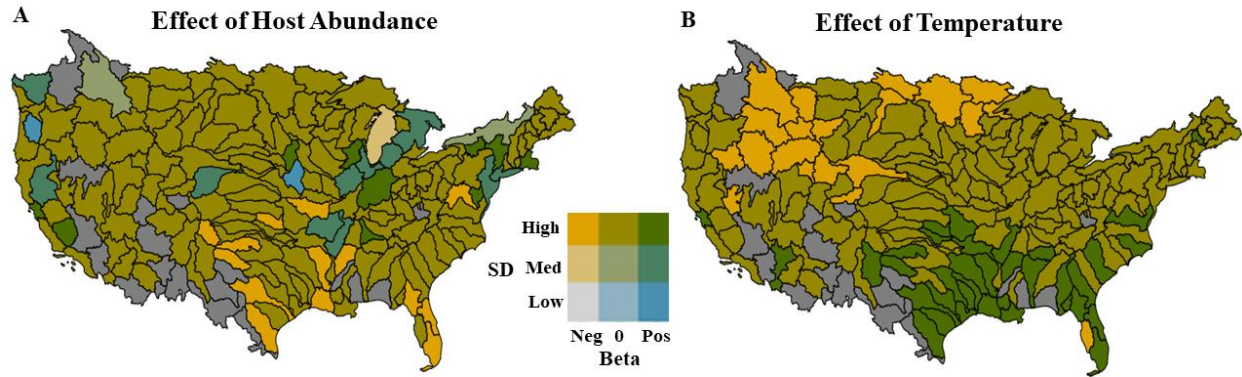 A
Effect of Host Abundance
B
Effect of Temperature
High
SD Med
Low
Neg 0 Pos
Beta